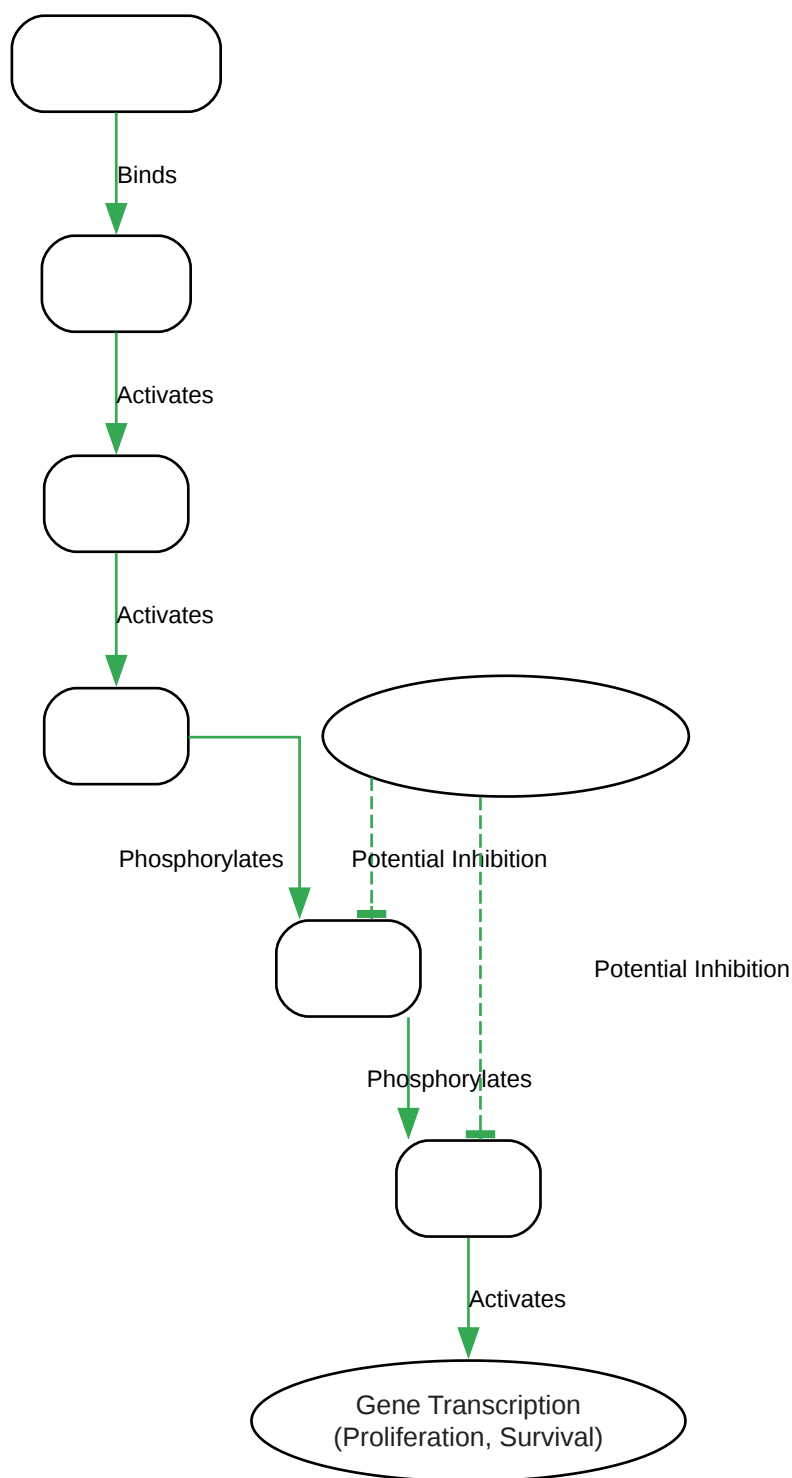 Binds
Activates
Activates
Phosphorylates
Potential Inhibition
Potential Inhibition
Phosphorylates
Activates
Gene Transcription
(Proliferation, Survival)